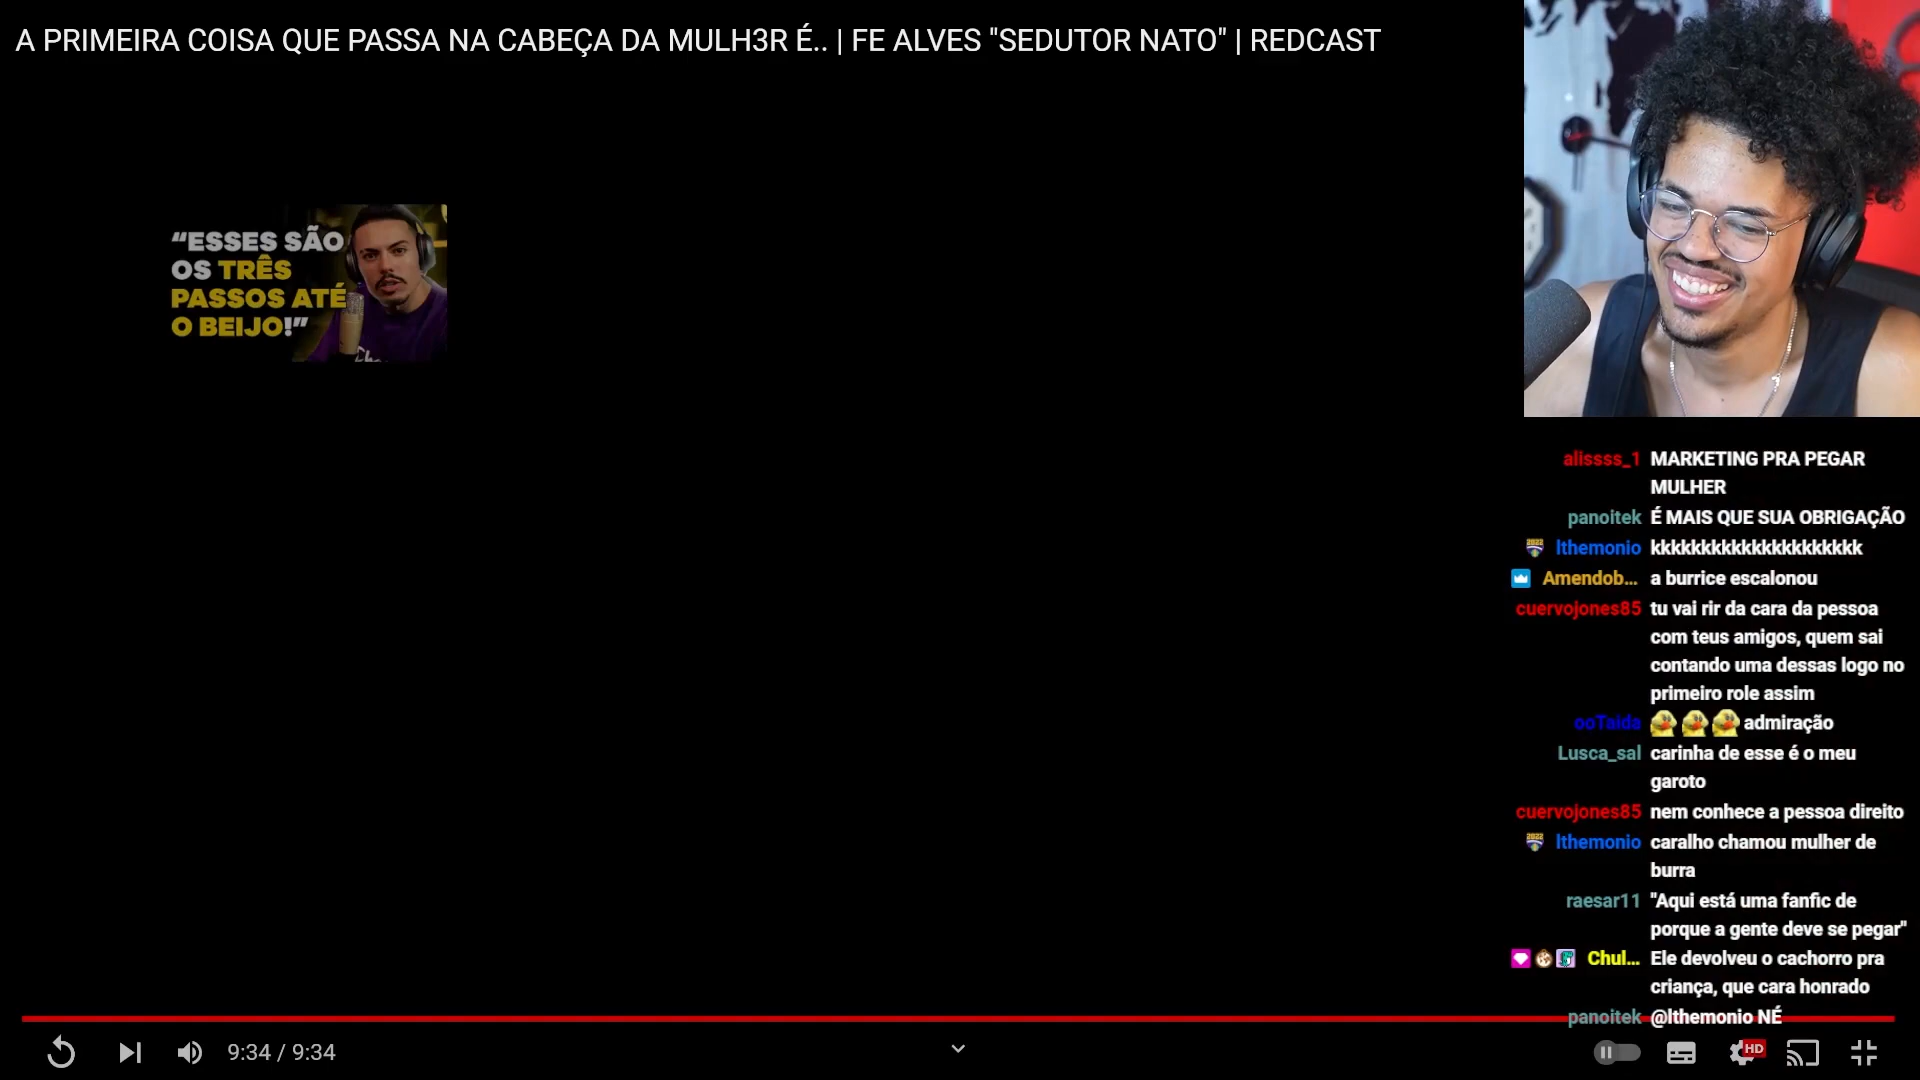 A PRIMEIRA COISA QUE PASSA NA CABEÇA DA MULH3R É.. | FE ALVES "SEDUTOR NATO" | REDCAST
“ESSES SÃO
OS TRÊS
PASSOS ATÉ
O BEIJO!”
alissss_1 MARKETING PRA PEGAR
MULHER
panoitek É MAIS QUE SUA OBRIGAÇÃO
lthemonio kkkkkkkkkkkkkkkkkkkkk
Amendob... a burrice escalonou
cuervojones85 tu vai rir da cara da pessoa
com teus amigos, quem sai
contando uma dessas logo no
primeiro role assim
ooTaida admiração
Lusca_sal carinha de esse é o meu
garoto
cuervojones85 nem conhece a pessoa direito
lthemonio caralho chamou mulher de
burra
raesar11 "Aqui está uma fanfic de
porque a gente deve se pegar"
Chul... Ele devolveu o cachorro pra
criança, que cara honrado
panoitek @lthemonio NÉ
9:34 / 9:34
HD